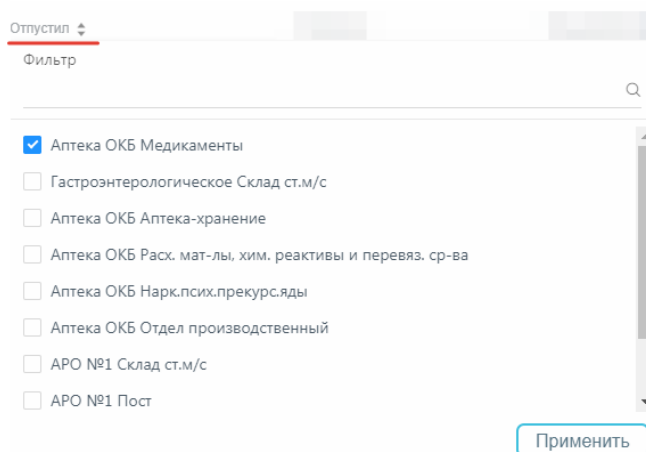 Отпустил
Фильтр
Аптека ОКБ Медикаменты
Гастроэнтерологическое Склад ст.м/с
Аптека ОКБ Аптека-хранение
Аптека ОКБ Расх. мат-лы, хим. реактивы и перевяз. ср-ва
Аптека ОКБ Нарк.псих.прекурс.яды
Аптека ОКБ Отдел производственный
АРО №1 Склад ст.м/с
АРО №1 Пост
Применить